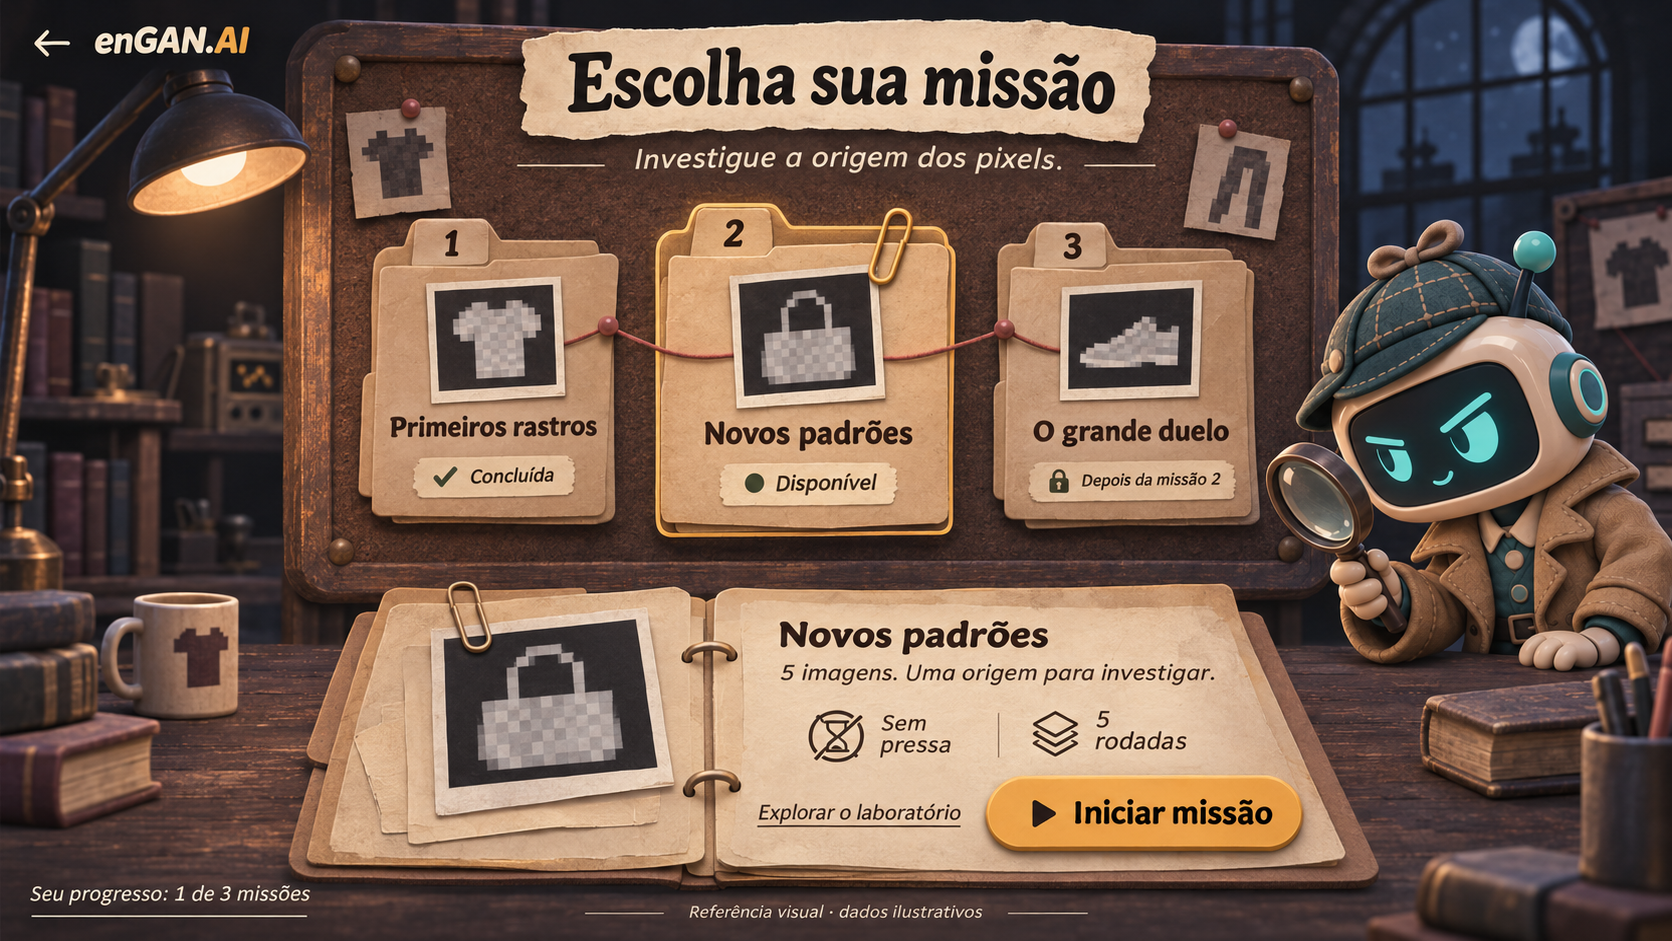 enGAN.AI
Escolha sua missão
Investigue a origem dos pixels.
1
2
3
Primeiros rastros
Novos padrões
O grande duelo
Concluída
Disponível
Depois da missão 2
Novos padrões
5 imagens. Uma origem para investigar.
Sem
pressa
5
rodadas
Explorar o laboratório
Iniciar missão
Seu progresso: 1 de 3 missões
Referência visual · dados ilustrativos